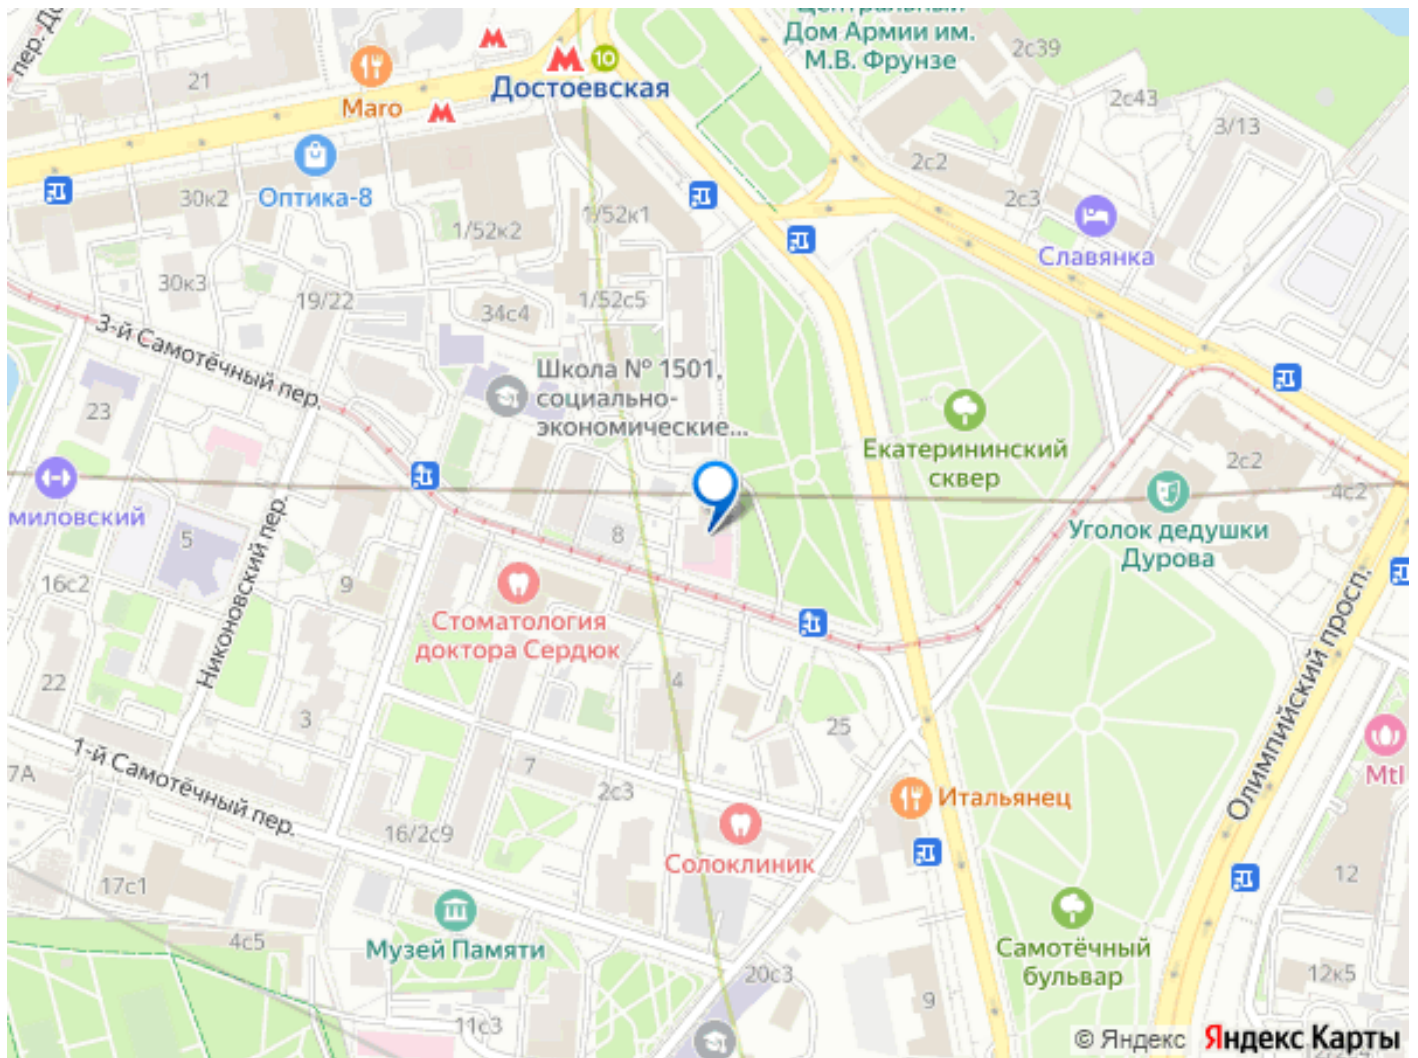 пер. До
21
Маго
Достоевская
10
Центральный
Дом Армии им.
М.В. Фрунзе
2с39
2с43
3/13
2с2
2с3
Славянка
Оптика-8
30к2
1/52к2
1/52к1
30к3
19/22
34с4
1/52с5
3-й Самотёчный пер.
Школа № 1501,
социально-
экономические...
23
миловский
5
Никоновский пер.
16с2
9
8
Екатерининский
сквер
2с2
4с2
Уголок дедушки
Дурова
Стоматология
доктора Сердюк
22
3
4
25
Олимпийский просп.
Mtl
7А
1-й Самотёчный пер.
7
2с3
16/2с9
Итальянец
Солоклиник
17с1
12
4с5
Музей Памяти
Самотёчный
бульвар
20с3
12к5
11с3
9
© Яндекс Яндекс Карты